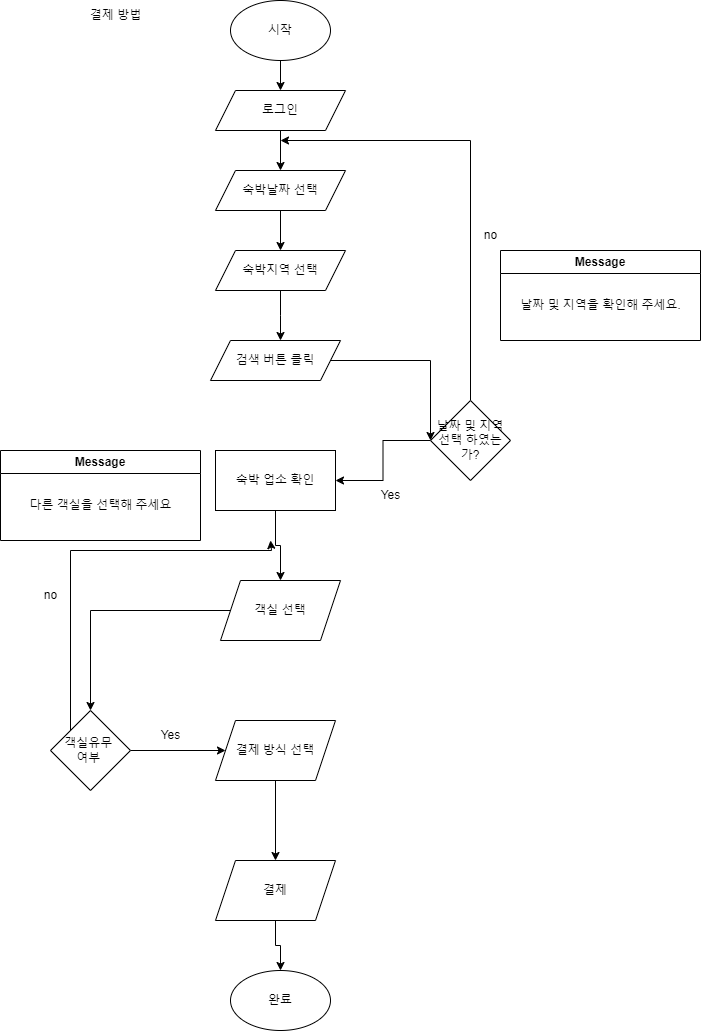 결제 방법
시작
로그인
숙박날짜 선택
숙박지역 선택
no
Message
날짜 및 지역을 확인해 주세요.
검색 버튼 클릭
날짜 및 지역
선택 하였는
가?
Yes
숙박 업소 확인
Message
다른 객실을 선택해 주세요
no
객실 선택
객실유무
여부
Yes
결제 방식 선택
결제
완료